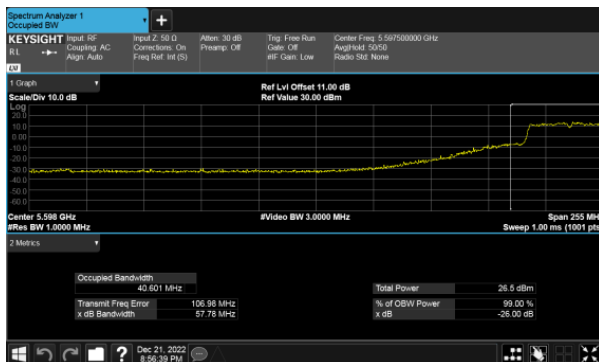 Spectrum Analyzer 1
Occupied BW
+
KEYSIGHT Input: RF Input Z: 50 Ω Atten: 30 dB Trig: Free Run Center Freq: 5.597500000 GHz
RL Coupling: AC Corrections: On Preamp: Off Gate: Off Avg|Hold: 50/50
Align: Auto Freq Ref: Int (S) #IF Gain: Low Radio Std: None
LXI
1 Graph
Ref Lvl Offset 11.00 dB
Scale/Div 10.0 dB Ref Value 30.00 dBm
Log
20.0
10.0
0.00
-10.0
-20.0
-30.0
-40.0
-50.0
-60.0
Center 5.598 GHz #Video BW 3.0000 MHz Span 255 MH
#Res BW 1.0000 MHz Sweep 1.00 ms (1001 pts
2 Metrics
Occupied Bandwidth
40.601 MHz Total Power 26.5 dBm
Transmit Freq Error 106.98 MHz % of OBW Power 99.00 %
x dB Bandwidth 57.78 MHz x dB -26.00 dB
? Dec 21, 2022
8:56:39 PM